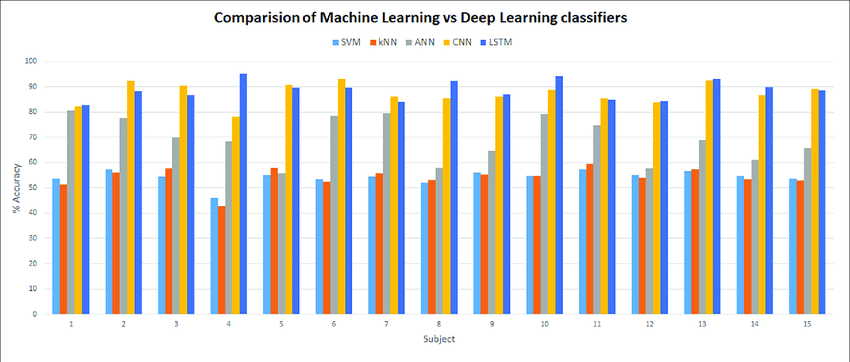 Comparision of Machine Learning vs Deep Learning classifiers
SVM kNN ANN CNN LSTM
100
90
80
70
60
50
40
30
20
10
0
% Accuracy
1 2 3 4 5 6 7 8 9 10 11 12 13 14 15
Subject